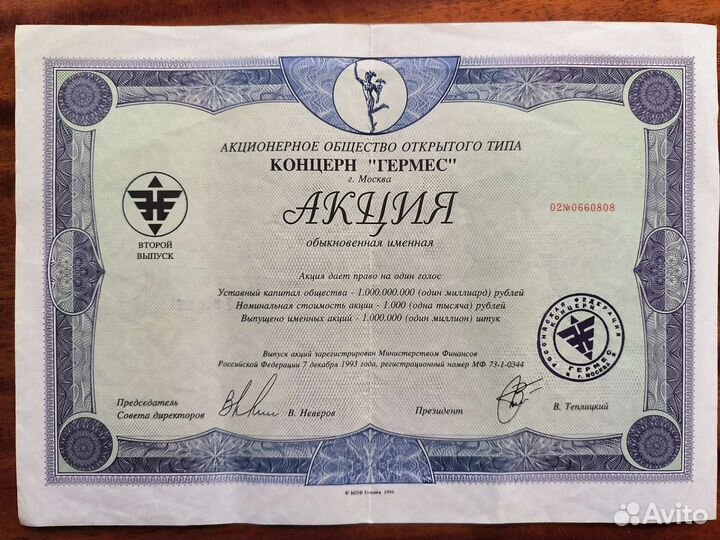 АКЦИОНЕРНОЕ ОБЩЕСТВО ОТКРЫТОГО ТИПА
КОНЦЕРН "ГЕРМЕС"
г. Москва
АКЦИЯ
обыкновенная именная
02№0660808
ВТОРОЙ
ВЫПУСК
Акция дает право на один голос
Уставный капитал общества - 1.000.000.000 (один миллиард) рублей
Номинальная стоимость акции - 1.000 (одна тысяча) рублей
Выпущено именных акций - 1.000.000 (один миллион) штук
Выпуск акций зарегистрирован Министерством Финансов
Российской Федерации 7 декабря 1993 года, регистрационный номер МФ 73-1-0344
РОССИЙСКАЯ ФЕДЕРАЦИЯ
КОНЦЕРН
ГЕРМЕС
г. МОСКВА
Председатель
Совета директоров
В. Неверов
Президент
В. Теплицкий
© МПФ Гознак 1994.
Avito